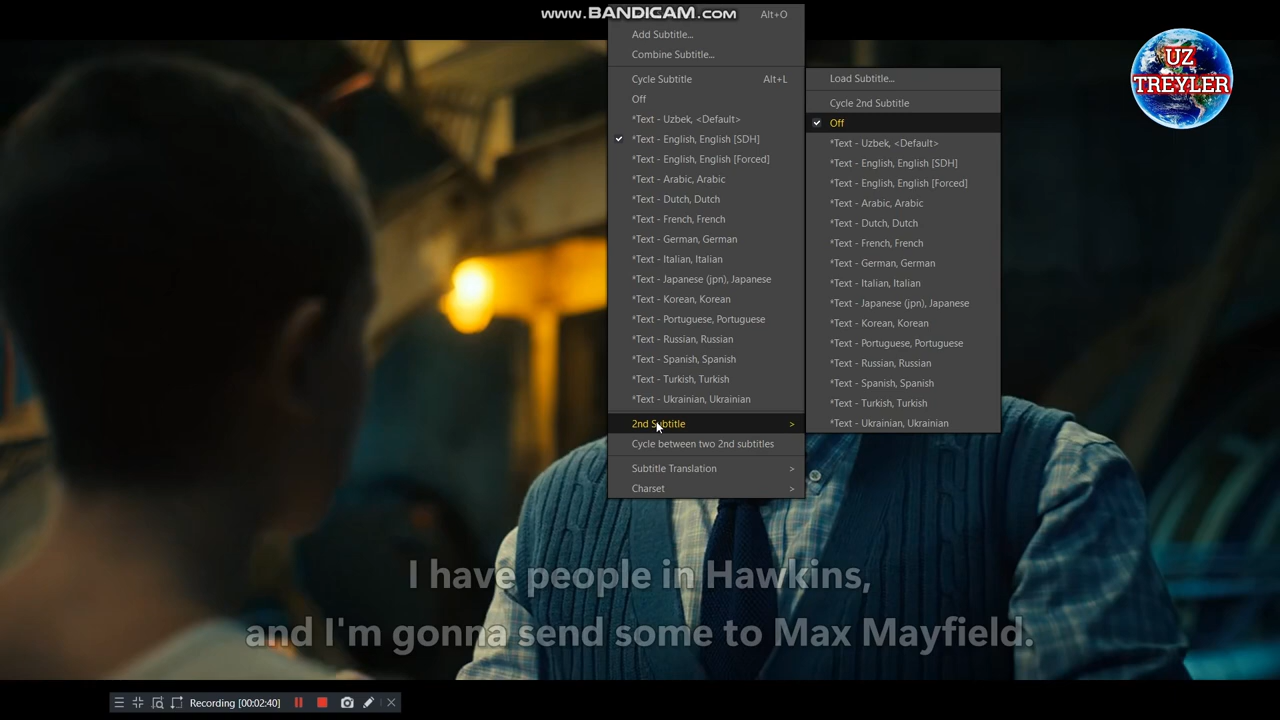 www.BANDICAM.com
Alt+O
Add Subtitle...
Combine Subtitle...
Cycle Subtitle Alt+L
Off
*Text - Uzbek, <Default>
*Text - English, English [SDH]
*Text - English, English [Forced]
*Text - Arabic, Arabic
*Text - Dutch, Dutch
*Text - French, French
*Text - German, German
*Text - Italian, Italian
*Text - Japanese (jpn), Japanese
*Text - Korean, Korean
*Text - Portuguese, Portuguese
*Text - Russian, Russian
*Text - Spanish, Spanish
*Text - Turkish, Turkish
*Text - Ukrainian, Ukrainian
2nd Subtitle >
Cycle between two 2nd subtitles
Subtitle Translation >
Charset >
Load Subtitle...
Cycle 2nd Subtitle
Off
*Text - Uzbek, <Default>
*Text - English, English [SDH]
*Text - English, English [Forced]
*Text - Arabic, Arabic
*Text - Dutch, Dutch
*Text - French, French
*Text - German, German
*Text - Italian, Italian
*Text - Japanese (jpn), Japanese
*Text - Korean, Korean
*Text - Portuguese, Portuguese
*Text - Russian, Russian
*Text - Spanish, Spanish
*Text - Turkish, Turkish
*Text - Ukrainian, Ukrainian
UZ
TREYLER
I have people in Hawkins,
and I'm gonna send some to Max Mayfield.
Recording [00:02:40]